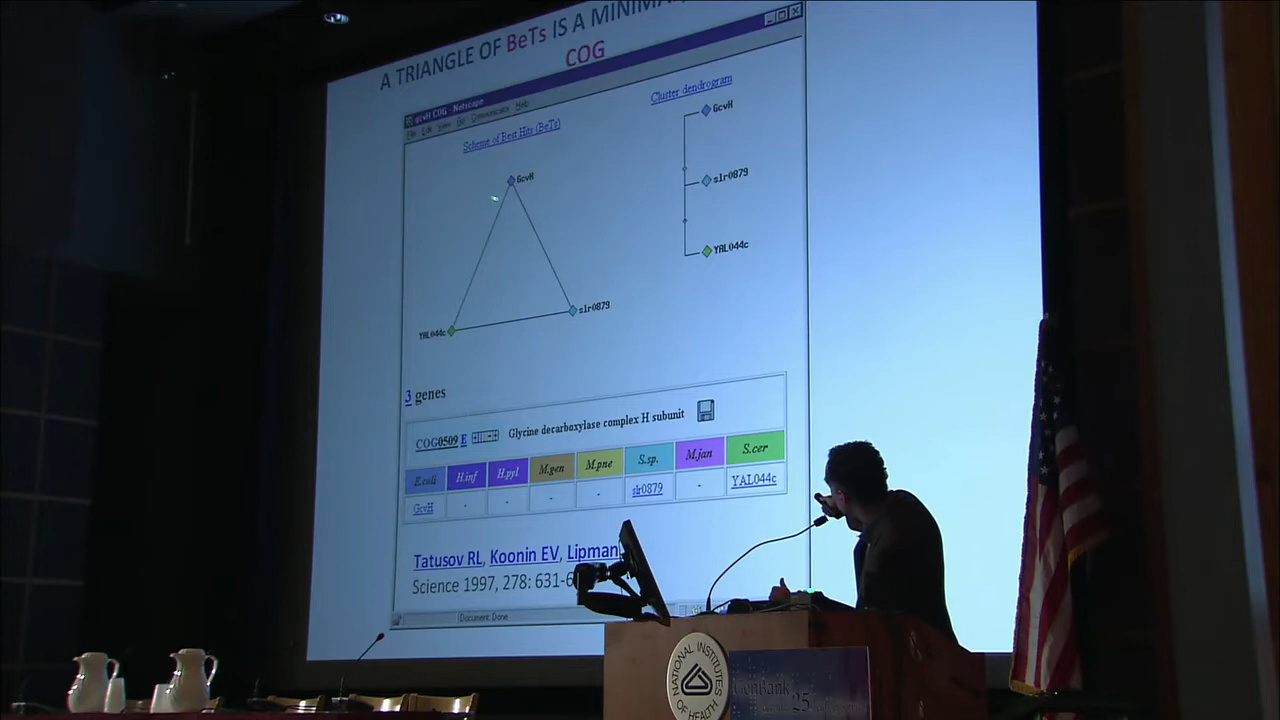 A TRIANGLE OF BeTs IS A MINIMAL
COG
gcvH COG - Netscape
File Edit View Go Communicator Help
Scheme of Best Hits (BeTs)
Cluster dendrogram
GcvH
slr0879
YAL044c
GcvH
slr0879
YAL044c
3 genes
COG0509 E Glycine decarboxylase complex H subunit
E.coli H.inf H.pyl M.gen M.pne S.sp. M.jan S.cer
GcvH - - - - slr0879 - YAL044c
Tatusov RL, Koonin EV, Lipman
Science 1997, 278: 631-6
Document Done
NATIONAL INSTITUTES OF HEALTH
GenBank
25